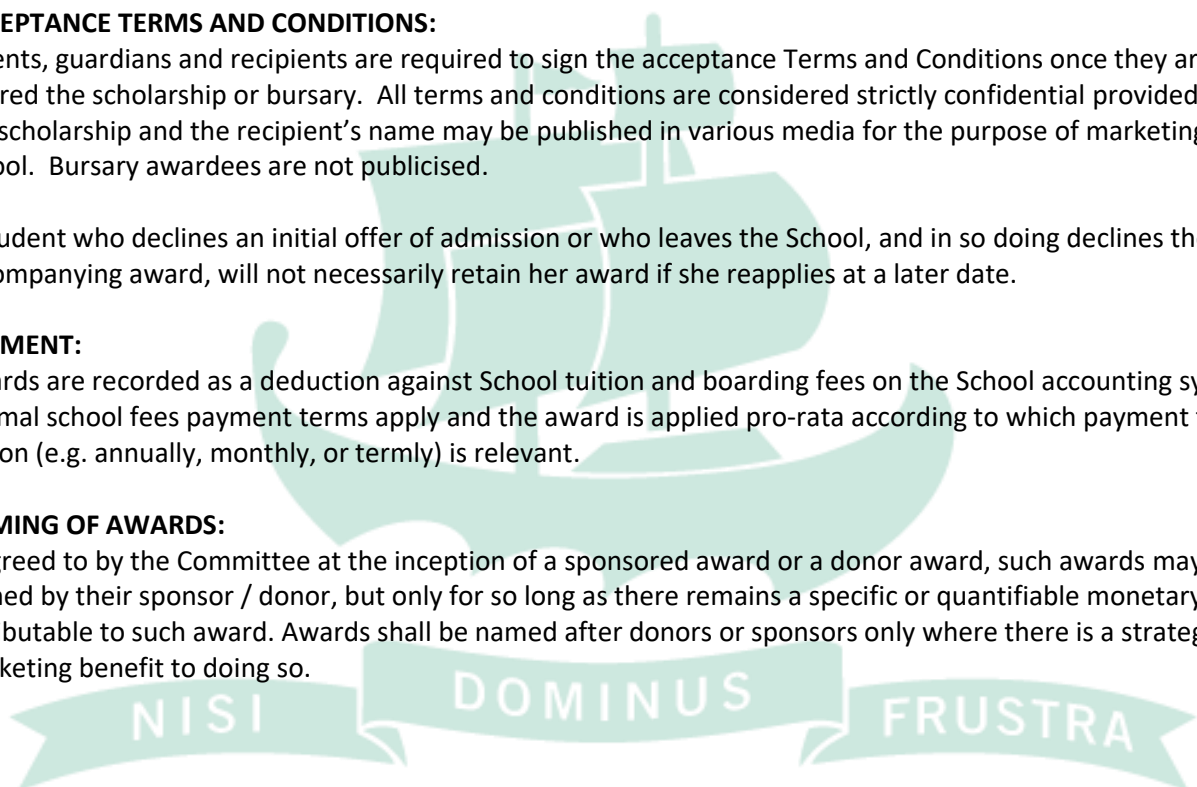 EPTANCE TERMS AND CONDITIONS:
ents, guardians and recipients are required to sign the acceptance Terms and Conditions once they ar
red the scholarship or bursary.  All terms and conditions are considered strictly confidential provided
scholarship and the recipient's name may be published in various media for the purpose of marketing
ool.  Bursary awardees are not publicised.
udent who declines an initial offer of admission or who leaves the School, and in so doing declines th
ompanying award, will not necessarily retain her award if she reapplies at a later date.
MENT:
ards are recorded as a deduction against School tuition and boarding fees on the School accounting sy
mal school fees payment terms apply and the award is applied pro-rata according to which payment
on (e.g. annually, monthly, or termly) is relevant.
MING OF AWARDS:
greed to by the Committee at the inception of a sponsored award or a donor award, such awards may
ned by their sponsor / donor, but only for so long as there remains a specific or quantifiable monetary
ibutable to such award. Awards shall be named after donors or sponsors only where there is a strateg
keting benefit to doing so.
NISI DOMINUS FRUSTRA